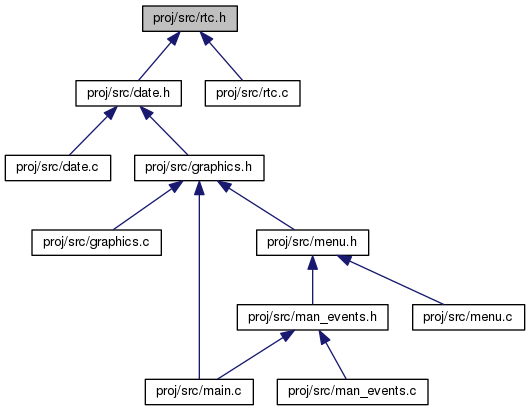 proj/src/rtc.h
proj/src/date.h
proj/src/rtc.c
proj/src/date.c
proj/src/graphics.h
proj/src/graphics.c
proj/src/menu.h
proj/src/man_events.h
proj/src/menu.c
proj/src/main.c
proj/src/man_events.c